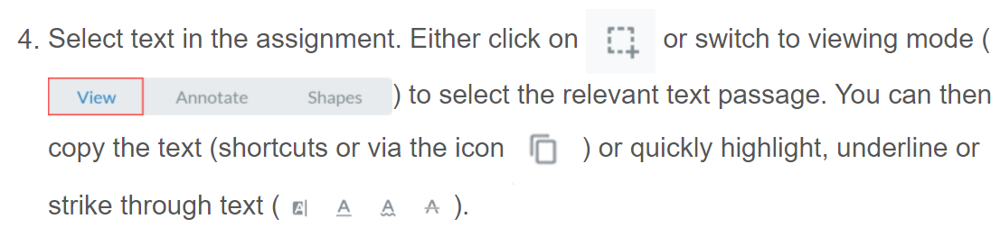 4. Select text in the assignment. Either click on or switch to viewing mode (
View Annotate Shapes ) to select the relevant text passage. You can then
copy the text (shortcuts or via the icon ) or quickly highlight, underline or
strike through text ( A A A A ).